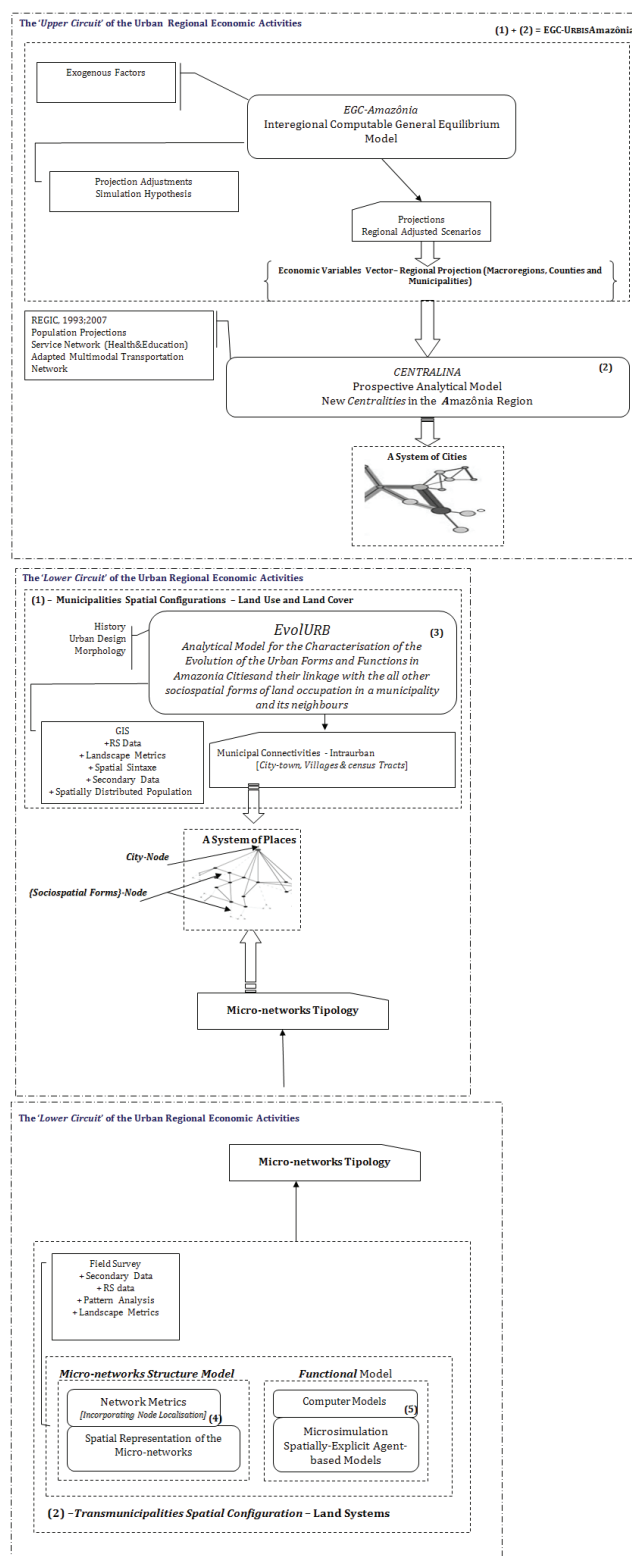 The 'Upper Circuit' of the Urban Regional Economic Activities
(1) + (2) = EGC-URBISAmazônia
Exogenous Factors
EGC-Amazônia
Interregional Computable General Equilibrium
Model
Projection Adjustments
Simulation Hypothesis
Projections
Regional Adjusted Scenarios
Economic Variables Vector– Regional Projection (Macroregions, Counties and
Municipalities)
REGIC, 1993;2007
Population Projections
Service Network (Health&Education)
Adapted Multimodal Transportation
Network
(2)
CENTRALINA
Prospective Analytical Model
New Centralities in the Amazônia Region
A System of Cities
The 'Lower Circuit' of the Urban Regional Economic Activities
(1) – Municipalities Spatial Configurations – Land Use and Land Cover
History
Urban Design
Morphology
EvolURB
(3)
Analytical Model for the Characterisation of the
Evolution of the Urban Forms and Functions in
Amazonia Citiesand their linkage with the all other
sociospatial forms of land occupation in a municipality
and its neighbours
GIS
+RS Data
+ Landscape Metrics
+ Spatial Sintaxe
+ Secondary Data
+ Spatially Distributed Population
Municipal Connectivities - Intraurban
[City-town, Villages & census Tracts]
A System of Places
City-Node
{Sociospatial Forms}-Node
Micro-networks Tipology
The 'Lower Circuit' of the Urban Regional Economic Activities
Micro-networks Tipology
Field Survey
+ Secondary Data
+ RS data
+ Pattern Analysis
+ Landscape Metrics
Micro-networks Structure Model
Network Metrics
[Incorporating Node Localisation]
(4)
Spatial Representation of the
Micro-networks
Functional Model
Computer Models
(5)
Microsimulation
Spatially-Explicit Agent-
based Models
(2) –Transmunicipalities Spatial Configuration – Land Systems